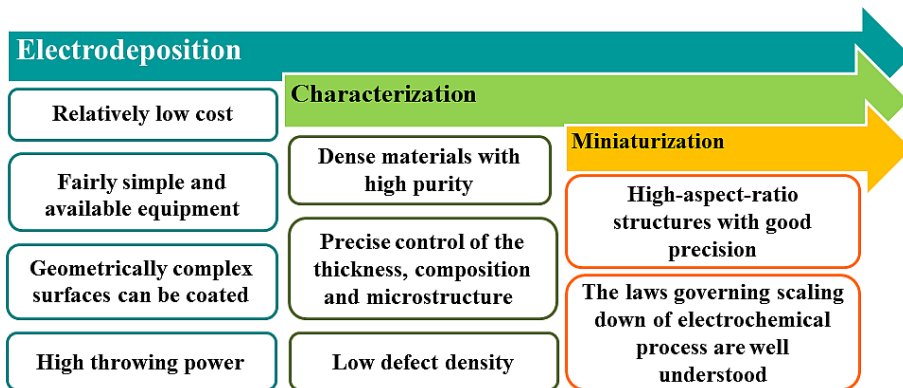 Electrodeposition
Relatively low cost
Fairly simple and
available equipment
Geometrically complex
surfaces can be coated
High throwing power
Characterization
Dense materials with
high purity
Precise control of the
thickness, composition
and microstructure
Low defect density
Miniaturization
High-aspect-ratio
structures with good
precision
The laws governing scaling
down of electrochemical
process are well
understood